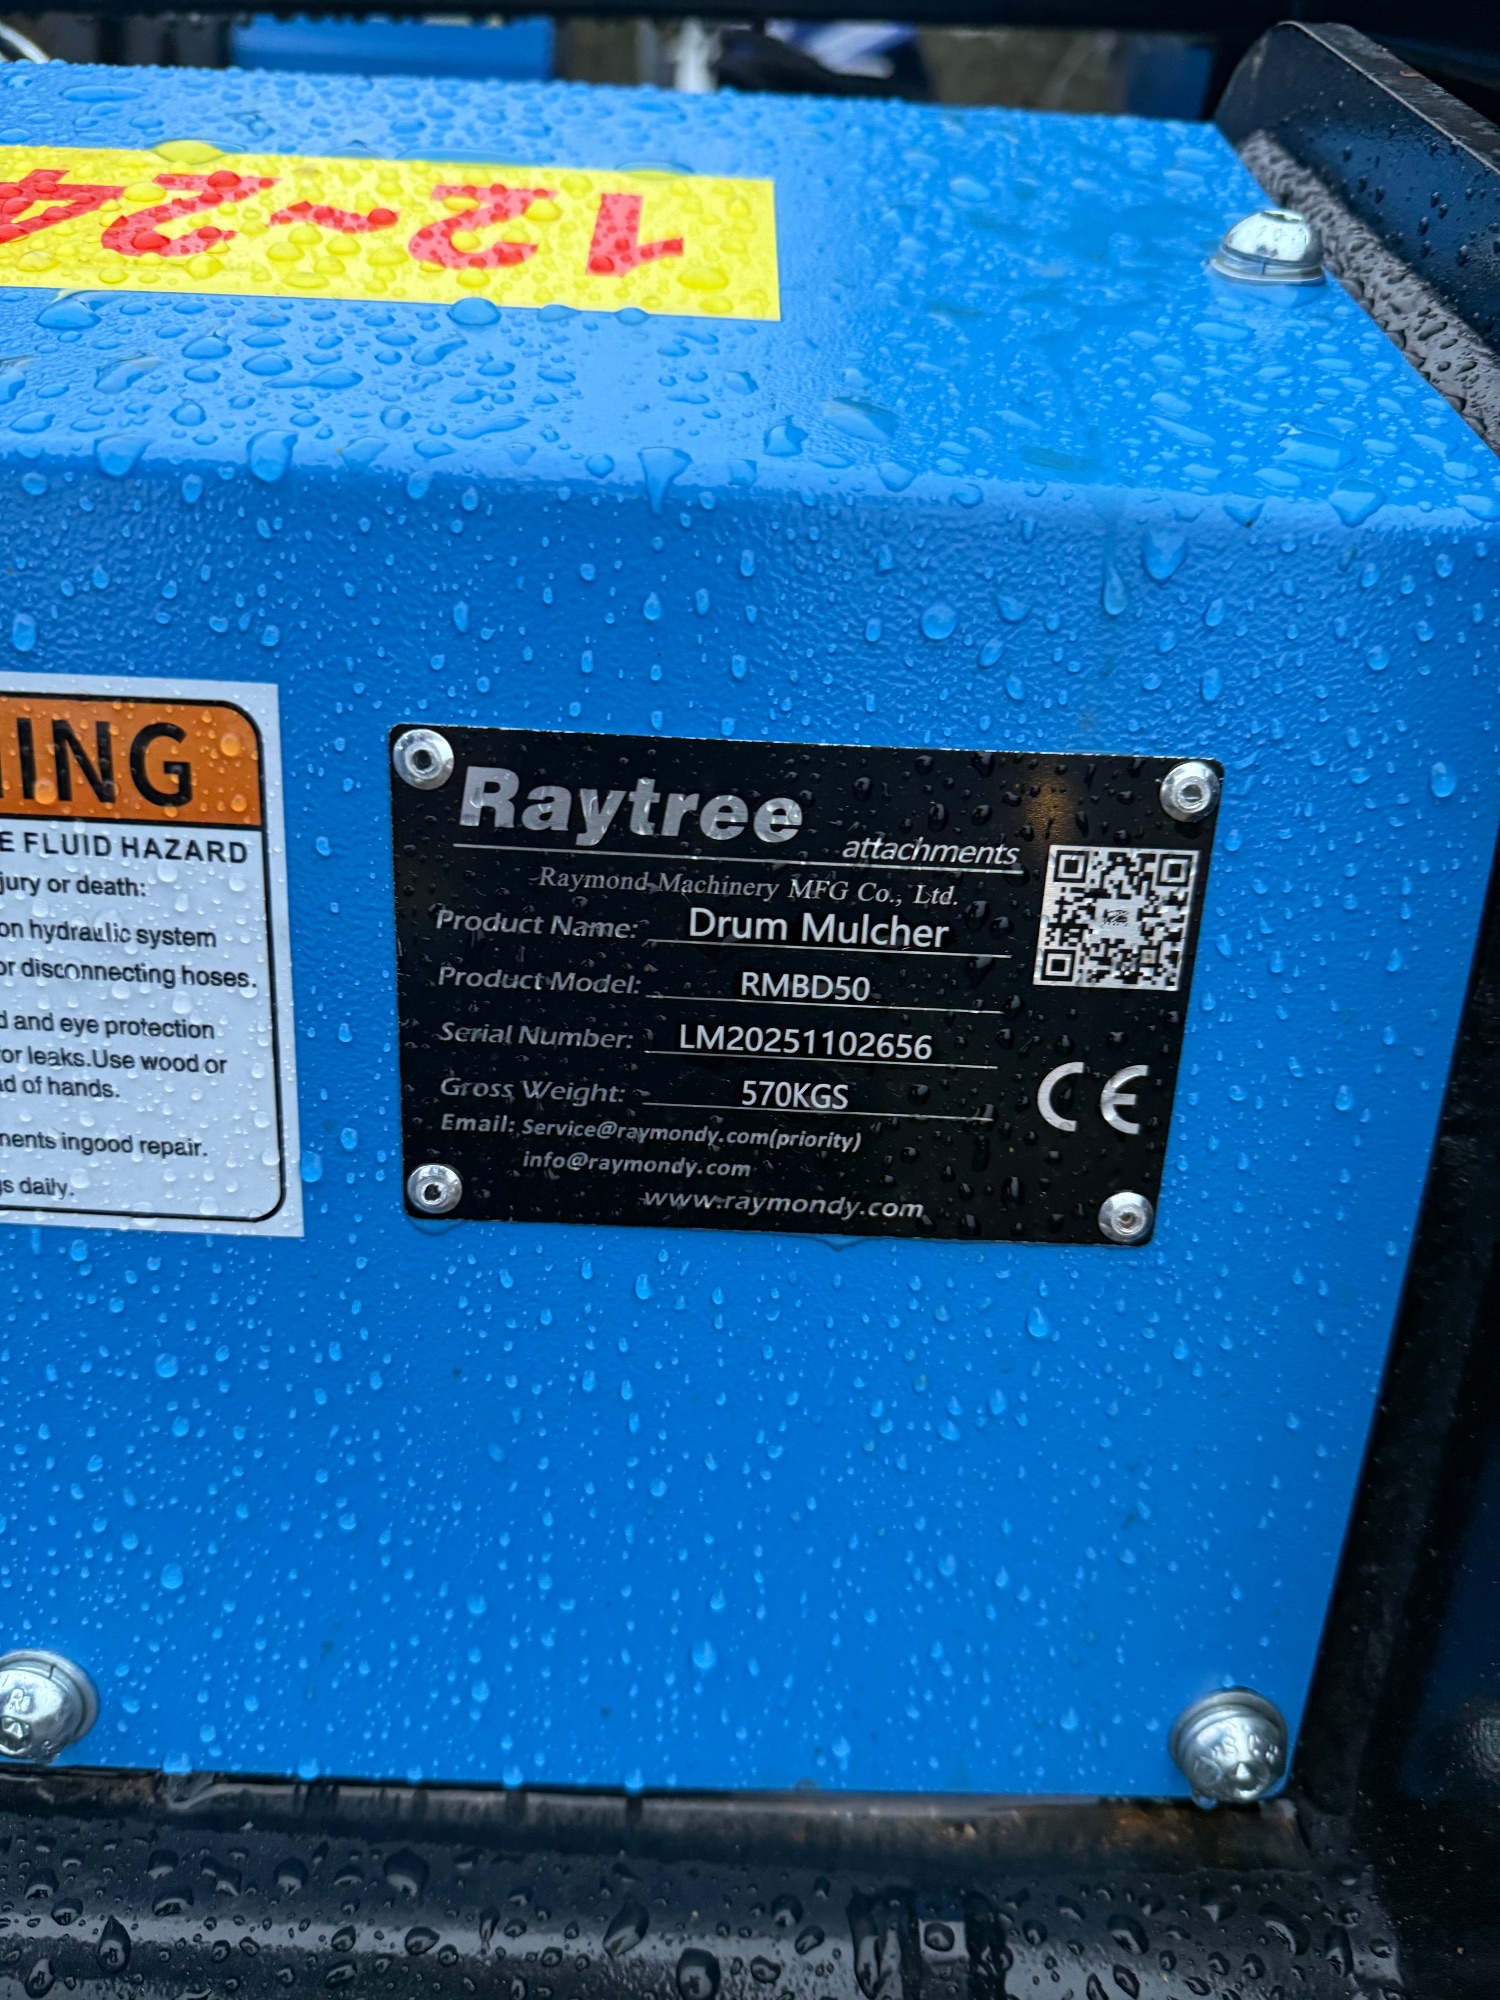 12~24
ING
E FLUID HAZARD
jury or death:
on hydraulic system
or disconnecting hoses.
d and eye protection
for leaks.Use wood or
ad of hands.
nents ingood repair.
s daily.
Raytree
attachments
Raymond Machinery MFG Co., Ltd.
Product Name: Drum Mulcher
Product Model: RMBD50
Serial Number: LM20251102656
Gross Weight: 570KGS
Email: Service@raymondy.com(priority)
info@raymondy.com
www.raymondy.com
CE